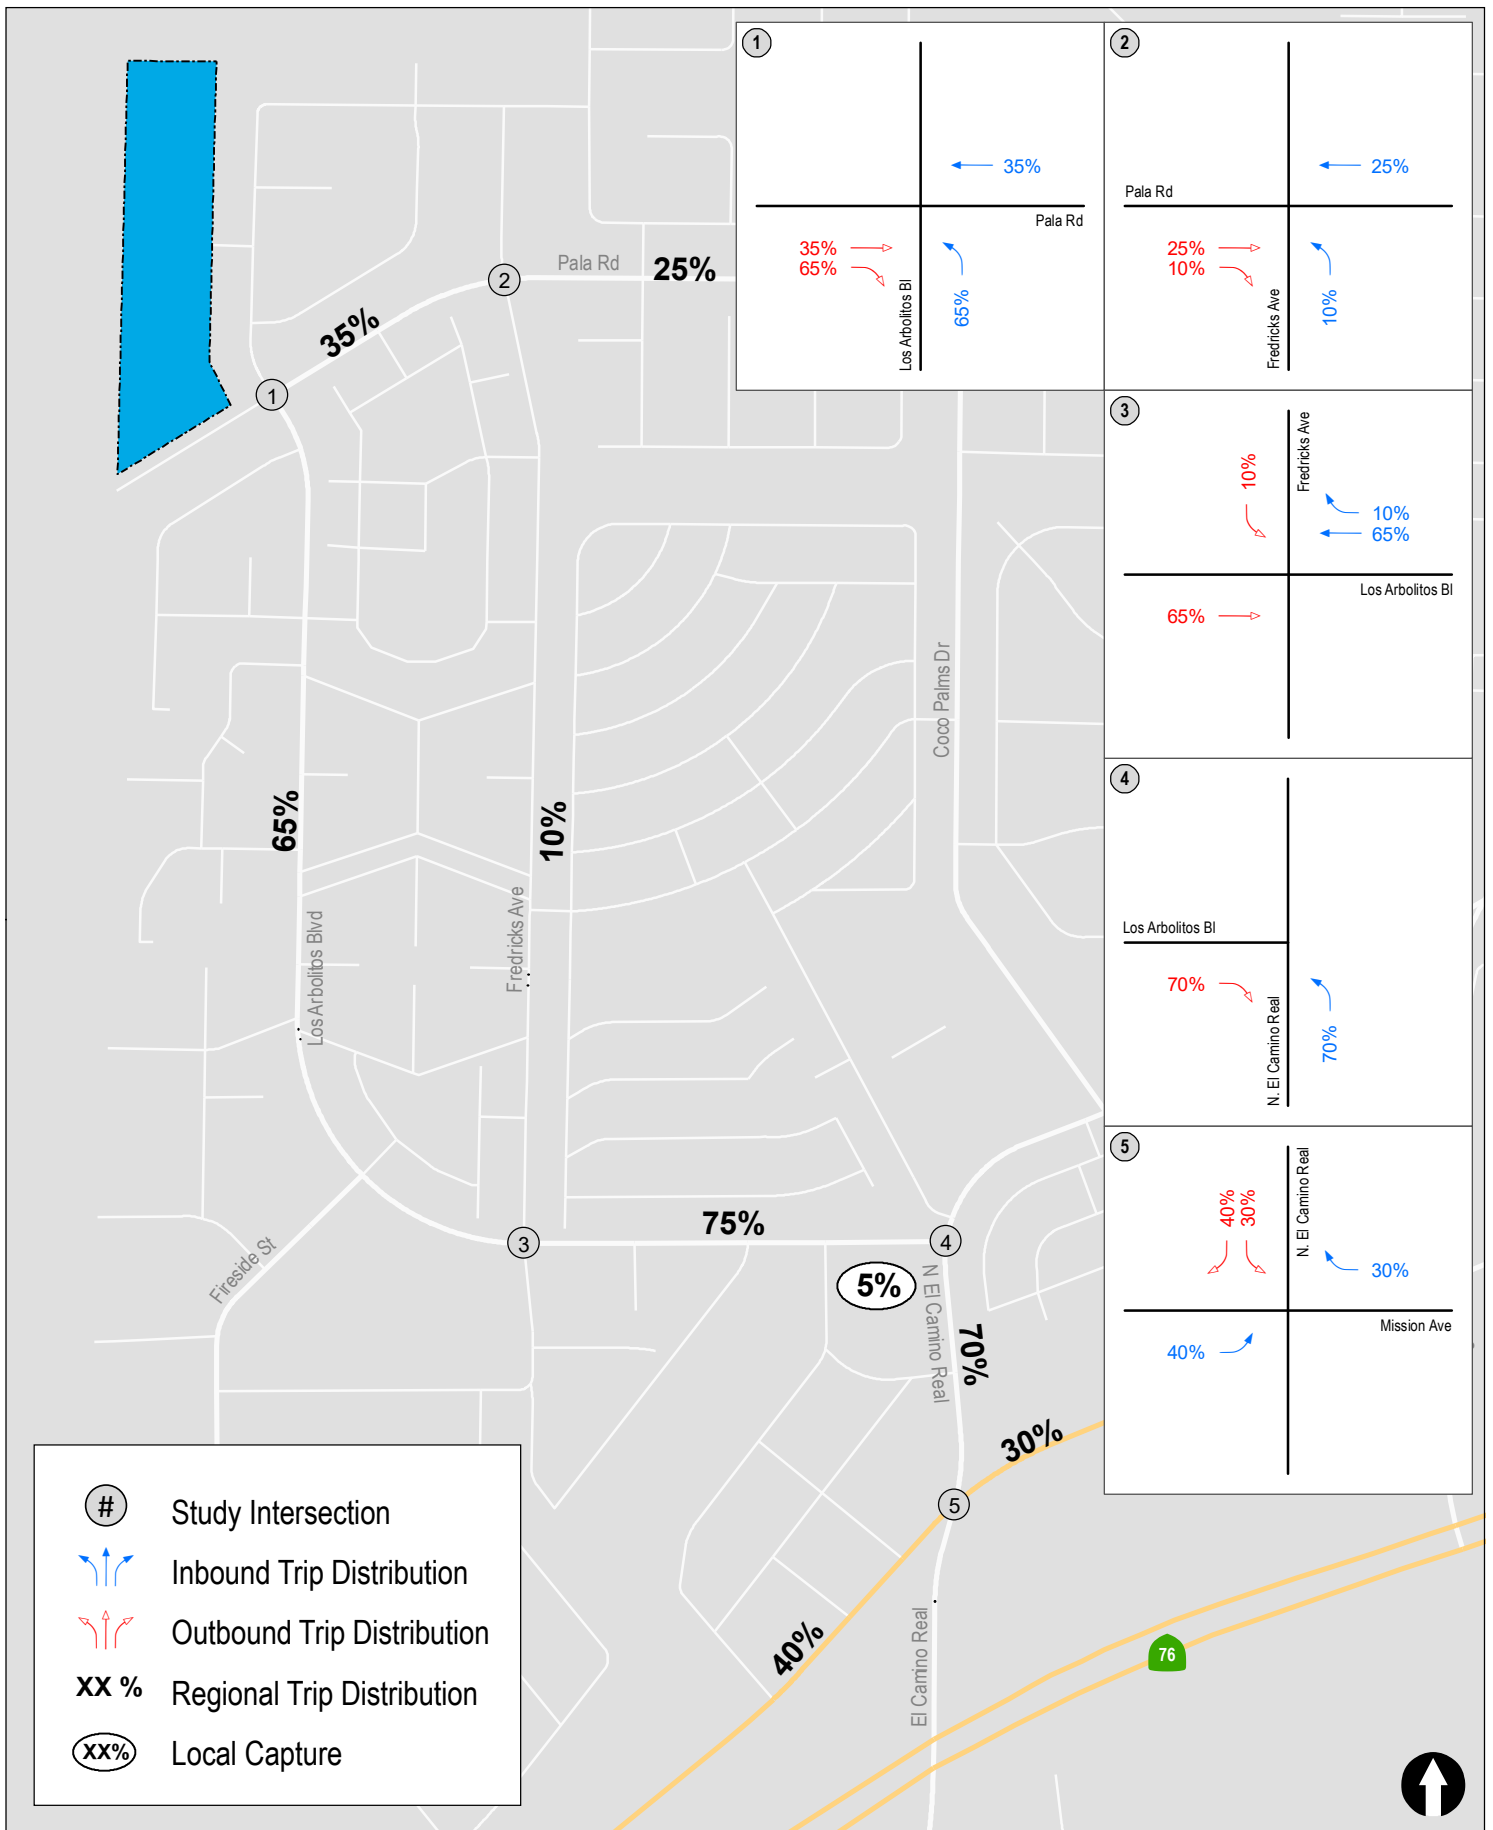 1
35%
Pala Rd
35%
65%
Los Arbolitos Bl
65%
2
25%
Pala Rd
25%
10%
Fredricks Ave
10%
3
10%
Fredricks Ave
10%
65%
Los Arbolitos Bl
65%
4
Los Arbolitos Bl
70%
N. El Camino Real
70%
5
40%
30%
N. El Camino Real
30%
Mission Ave
40%
Pala Rd
25%
2
35%
1
Coco Palms Dr
65%
10%
Los Arbolitos Blvd
Fredricks Ave
75%
3
4
Fireside St
5%
N El Camino Real
70%
30%
5
40%
El Camino Real
76
# Study Intersection
Inbound Trip Distribution
Outbound Trip Distribution
XX % Regional Trip Distribution
XX% Local Capture